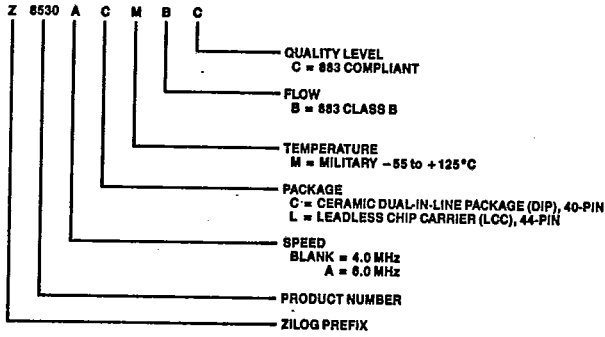 Z 8530 A C M B C
QUALITY LEVEL
C = 883 COMPLIANT
FLOW
B = 883 CLASS B
TEMPERATURE
M = MILITARY -55 to +125°C
PACKAGE
C = CERAMIC DUAL-IN-LINE PACKAGE (DIP), 40-PIN
L = LEADLESS CHIP CARRIER (LCC), 44-PIN
SPEED
BLANK = 4.0 MHz
A = 6.0 MHz
PRODUCT NUMBER
ZILOG PREFIX